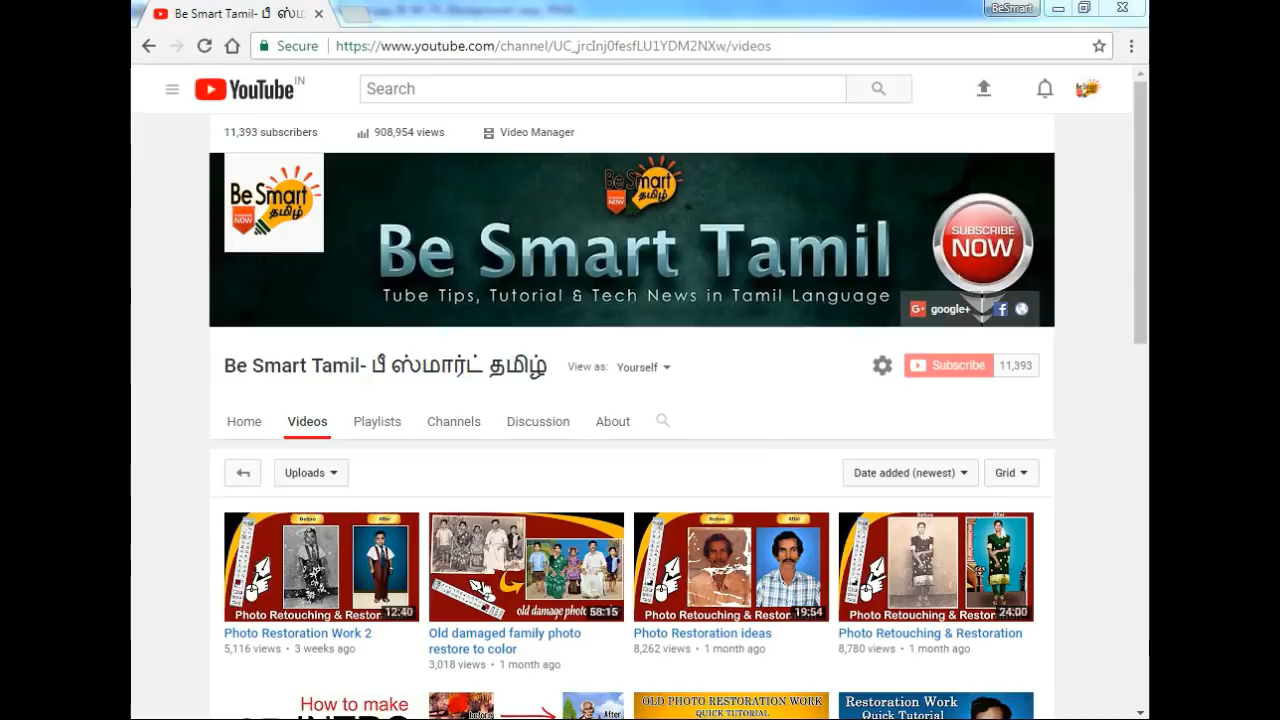 Be Smart Tamil- பீ ஸ்ம
BeSmart
Secure https://www.youtube.com/channel/UC_jrcInj0fesfLU1YDM2NXw/videos
YouTube IN
Search
11,393 subscribers 908,954 views Video Manager
Be Smart
தமிழ்
Be Smart
தமிழ்
NOW
Be Smart Tamil
Tube Tips, Tutorial & Tech News in Tamil Language
SUBSCRIBE
NOW
G+ google+ f
Be Smart Tamil- பீ ஸ்மார்ட் தமிழ் View as: Yourself Subscribe 11,393
Home Videos Playlists Channels Discussion About
Uploads Date added (newest) Grid
Before After
Photo Retouching & Restor 12:40
old damage phot 58:15
Before After
Photo Retouching & Restor 19:54
Before After
Photo Retouching & Restor 24:00
Photo Restoration Work 2
5,116 views • 3 weeks ago
Old damaged family photo
restore to color
3,018 views • 1 month ago
Photo Restoration ideas
8,262 views • 1 month ago
Photo Retouching & Restoration
8,780 views • 1 month ago
How to make
INTRO
Before After
OLD PHOTO RESTORATION WORK
QUICK TUTORIAL
Restoration Work
Quick Tutorial